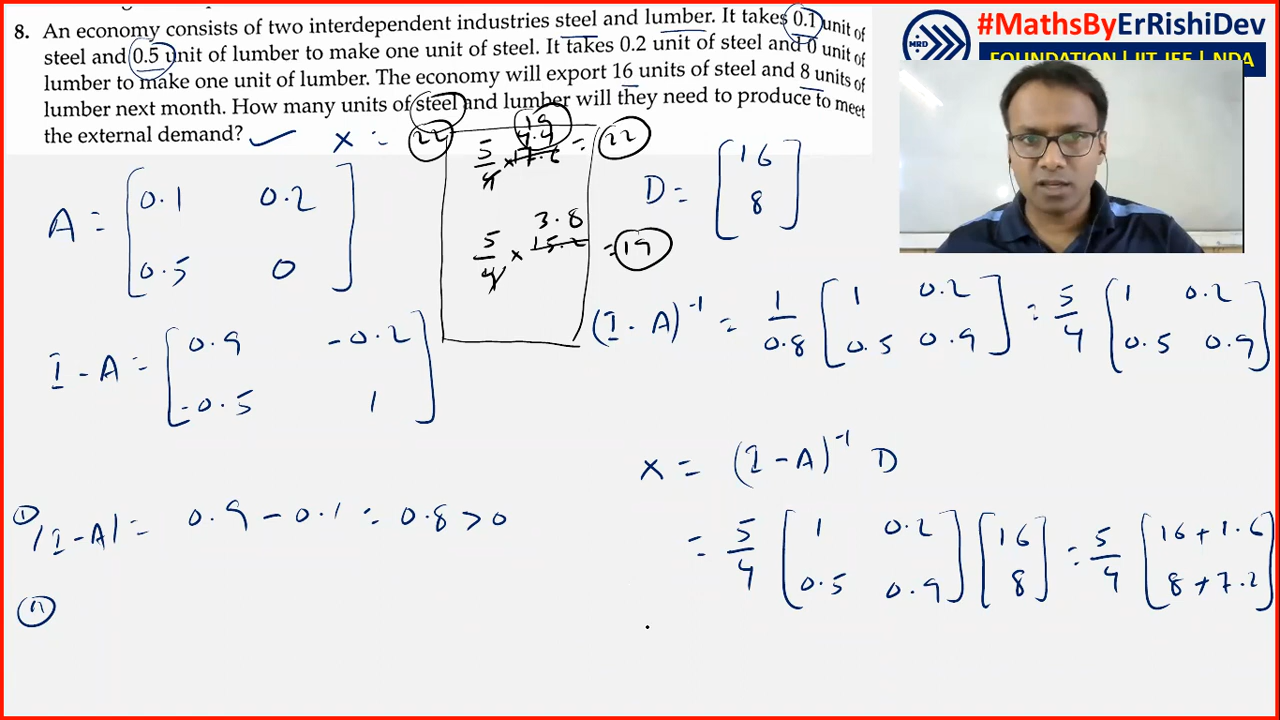 #MathsByErRishiDev
MRD
FOUNDATION | IIT JEE | NDA
8. An economy consists of two interdependent industries steel and lumber. It takes 0.1 unit of
steel and 0.5 unit of lumber to make one unit of steel. It takes 0.2 unit of steel and 0 unit of
lumber to make one unit of lumber. The economy will export 16 units of steel and 8 units of
lumber next month. How many units of steel and lumber will they need to produce to meet
the external demand?
X = 22
5/4 × 17.6 4.4 = 22
5/4 × 15.2 3.8 = 19
19
A = [0.1 0.2
0.5 0]
D = [16
8]
I - A = [0.9 -0.2
-0.5 1]
(I - A)⁻¹ = 1/0.8 [1 0.2
0.5 0.9] = 5/4 [1 0.2
0.5 0.9]
X = (I - A)⁻¹ D
① |I - A| = 0.9 - 0.1 = 0.8 > 0
= 5/4 [1 0.2
0.5 0.9] [16
8] = 5/4 [16 + 1.6
8 + 7.2]
⑪